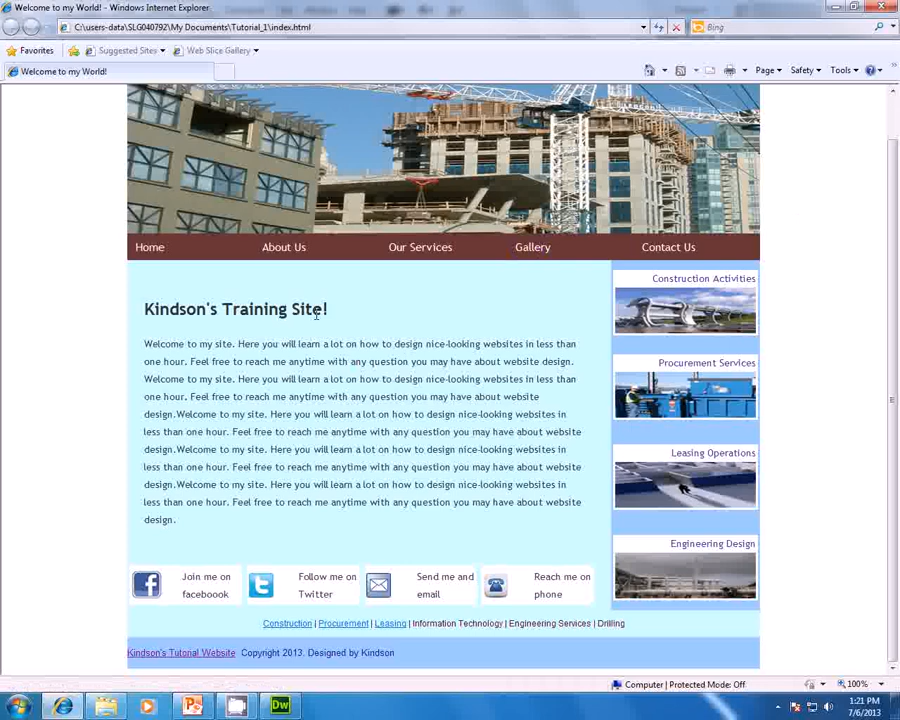 Welcome to my World! - Windows Internet Explorer
C:\users-data\SLG040792\My Documents\Tutorial_1\index.html
Bing
Favorites
Suggested Sites
Web Slice Gallery
Welcome to my World!
Page
Safety
Tools
Home
About Us
Our Services
Gallery
Contact Us
Kindson's Training Site!
Welcome to my site. Here you will learn a lot on how to design nice-looking websites in less than
one hour. Feel free to reach me anytime with any question you may have about website design.
Welcome to my site. Here you will learn a lot on how to design nice-looking websites in less than
one hour. Feel free to reach me anytime with any question you may have about website
design.Welcome to my site. Here you will learn a lot on how to design nice-looking websites in
less than one hour. Feel free to reach me anytime with any question you may have about website
design.Welcome to my site. Here you will learn a lot on how to design nice-looking websites in
less than one hour. Feel free to reach me anytime with any question you may have about website
design.Welcome to my site. Here you will learn a lot on how to design nice-looking websites in
less than one hour. Feel free to reach me anytime with any question you may have about website
design.
Construction Activities
Procurement Services
Leasing Operations
Engineering Design
Join me on
faceboook
Follow me on
Twitter
Send me and
email
Reach me on
phone
Construction | Procurement | Leasing | Information Technology | Engineering Services | Drilling
Kindson's Tutorial Website Copyright 2013. Designed by Kindson
Computer | Protected Mode: Off
100%
Dw
1:21 PM
7/6/2013